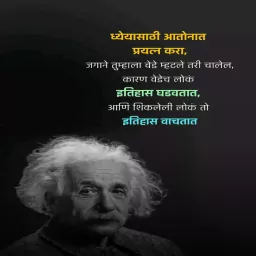 ध्येयासाठी आतोनात
प्रयत्न करा,
जगाने तुम्हाला वेडे म्हटले तरी चालेल,
कारण वेडेच लोकं
इतिहास घडवतात,
आणि शिकलेली लोकं तो
इतिहास वाचतात